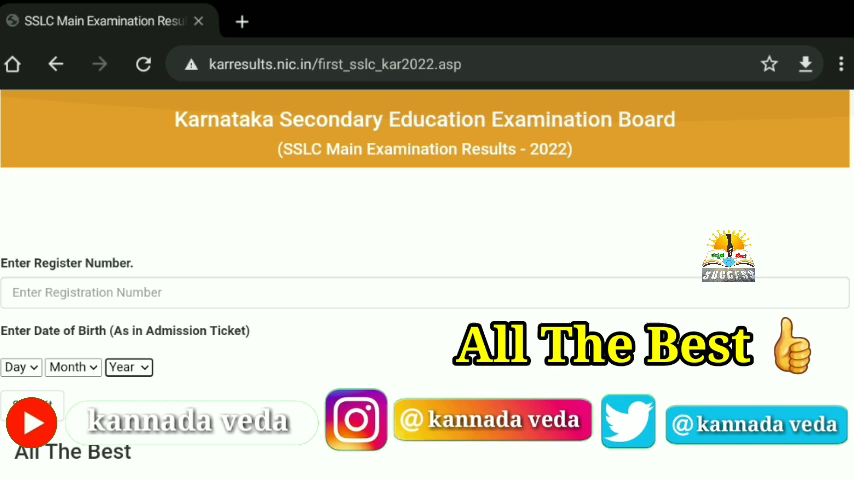 SSLC Main Examination Resu
karresults.nic.in/first_sslc_kar2022.asp
Karnataka Secondary Education Examination Board
(SSLC Main Examination Results - 2022)
SUCCESS
Enter Register Number.
Enter Registration Number
Enter Date of Birth (As in Admission Ticket)
All The Best
Day Month Year
kannada veda
@kannada veda
@kannada veda
All The Best